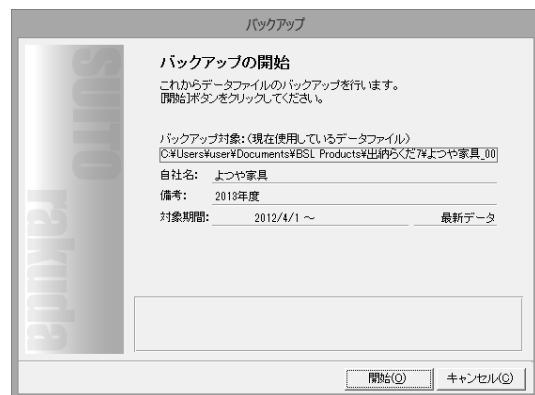 バックアップ
SUITO rakuda
バックアップの開始
これからデータファイルのバックアップを行います。
[開始]ボタンをクリックしてください。
バックアップ対象:（現在使用しているデータファイル）
C:¥Users¥user¥Documents¥BSL Products¥出納らくだ7¥よつや家具_00
自社名: よつや家具
備考: 2013年度
対象期間: 2012/4/1 ～ 最新データ
開始(O) キャンセル(C)